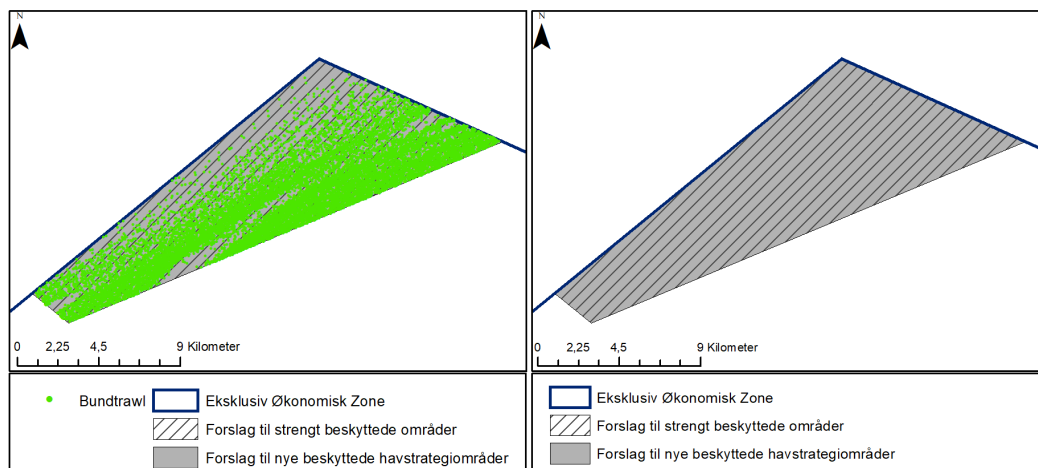 N
0 2,25 4,5 9 Kilometer
Bundtrawl
Eksklusiv Økonomisk Zone
Forslag til strengt beskyttede områder
Forslag til nye beskyttede havstrategiområder
N
0 2,25 4,5 9 Kilometer
Eksklusiv Økonomisk Zone
Forslag til strengt beskyttede områder
Forslag til nye beskyttede havstrategiområder